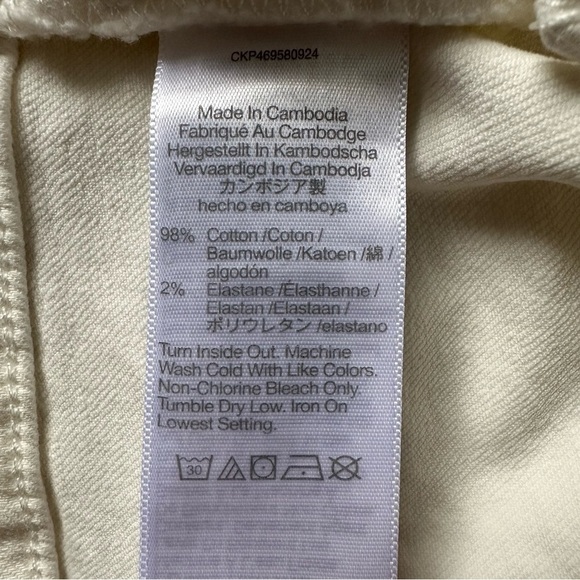 CKP469580924
Made In Cambodia
Fabriqué Au Cambodge
Hergestellt In Kambodscha
Vervaardigd In Cambodja
カンボジア製
hecho en camboya
98% Cotton /Coton /
Baumwolle /Katoen /綿 /
algodón
2% Elastane /Élasthanne /
Elastan /Elastaan /
ポリウレタン /elastano
Turn Inside Out. Machine
Wash Cold With Like Colors.
Non-Chlorine Bleach Only.
Tumble Dry Low. Iron On
Lowest Setting.
30